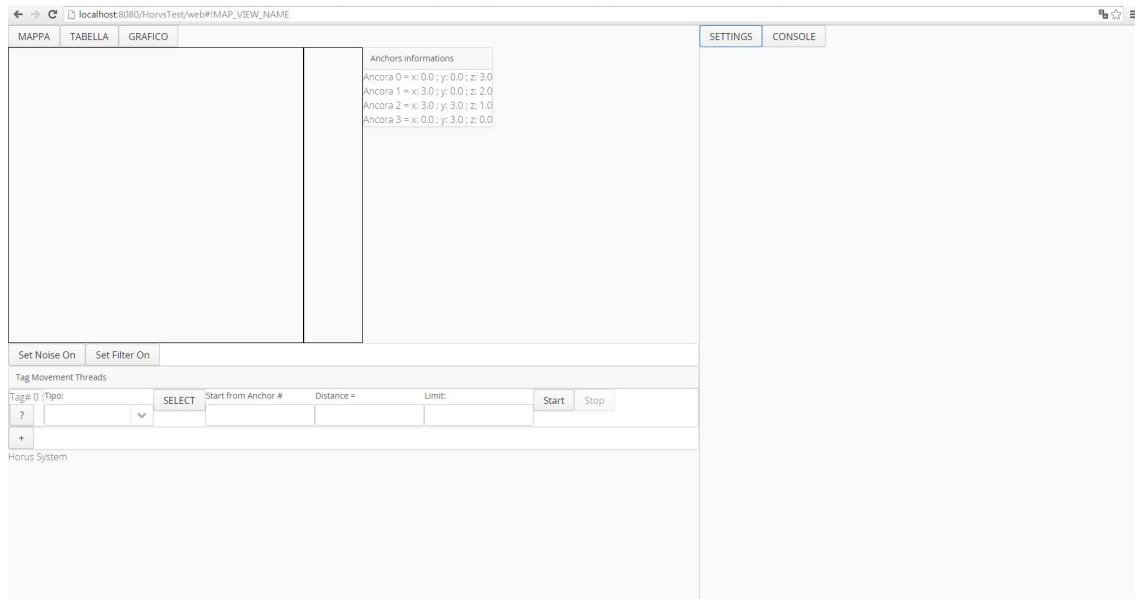 localhost:8080/HorvsTest/web#!MAP_VIEW_NAME
MAPPA TABELLA GRAFICO SETTINGS CONSOLE
Anchors informations
Ancora 0 = x: 0.0 ; y: 0.0 ; z: 3.0
Ancora 1 = x: 3.0 ; y: 0.0 ; z: 2.0
Ancora 2 = x: 3.0 ; y: 3.0 ; z: 1.0
Ancora 3 = x: 0.0 ; y: 3.0 ; z: 0.0
Set Noise On Set Filter On
Tag Movement Threads
Tag# 0 : Tipo: SELECT Start from Anchor # Distance = Limit: Start Stop
?
+
Horus System